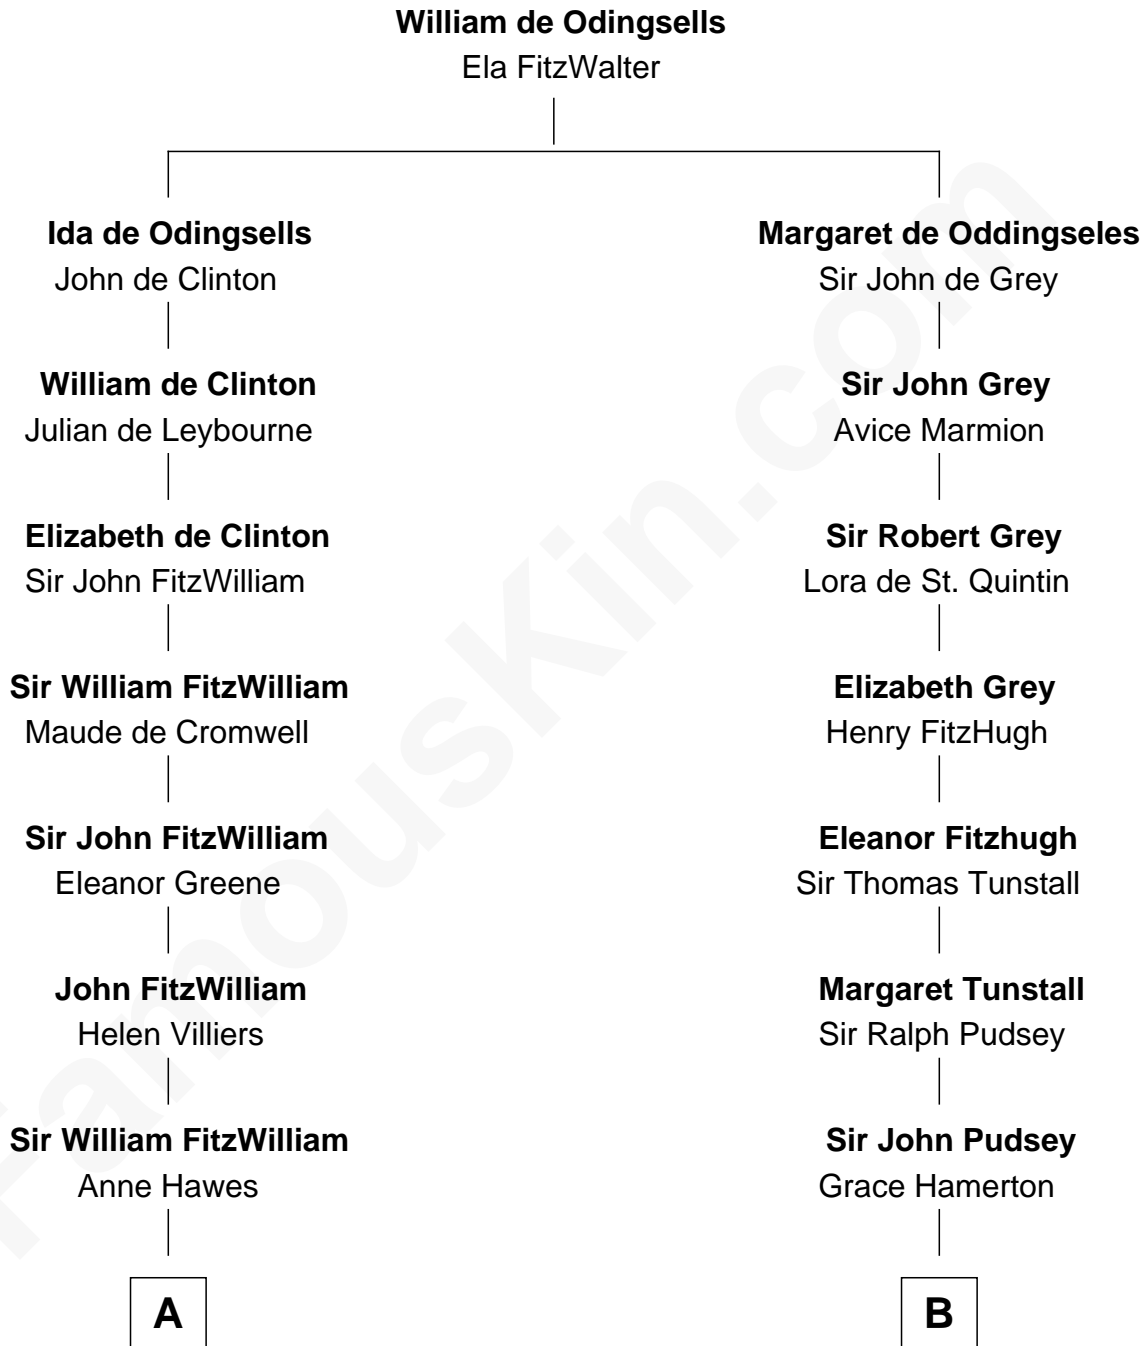 William de Odingsells
Ela FitzWalter
Ida de Odingsells
John de Clinton
Margaret de Oddingseles
Sir John de Grey
William de Clinton
Julian de Leybourne
Sir John Grey
Avice Marmion
Elizabeth de Clinton
Sir John FitzWilliam
Sir Robert Grey
Lora de St. Quintin
Sir William FitzWilliam
Maude de Cromwell
Elizabeth Grey
Henry FitzHugh
Sir John FitzWilliam
Eleanor Greene
Eleanor Fitzhugh
Sir Thomas Tunstall
John FitzWilliam
Helen Villiers
Margaret Tunstall
Sir Ralph Pudsey
Sir William FitzWilliam
Anne Hawes
Sir John Pudsey
Grace Hamerton
A
B
FamousKin.com